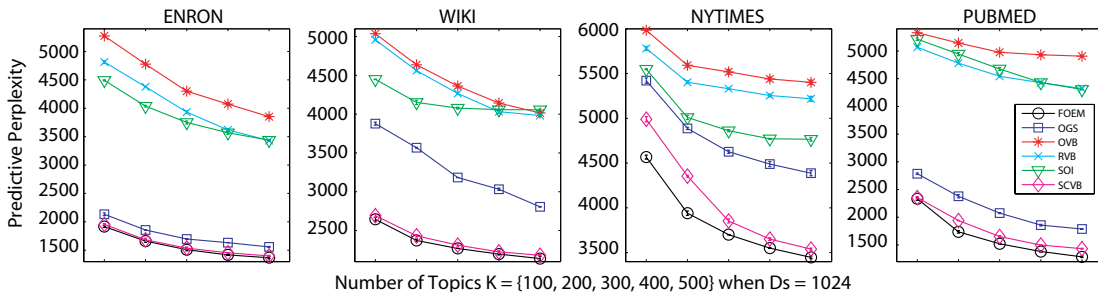 ENRON
WIKI
NYTIMES
PUBMED
Predictive Perplexity
5000
4500
4000
3500
3000
2500
2000
1500
5000
4500
4000
3500
3000
2500
6000
5500
5000
4500
4000
3500
5000
4500
4000
3500
3000
2500
2000
1500
FOEM
OGS
OVB
RVB
SOI
SCVB
Number of Topics K = {100, 200, 300, 400, 500} when Ds = 1024